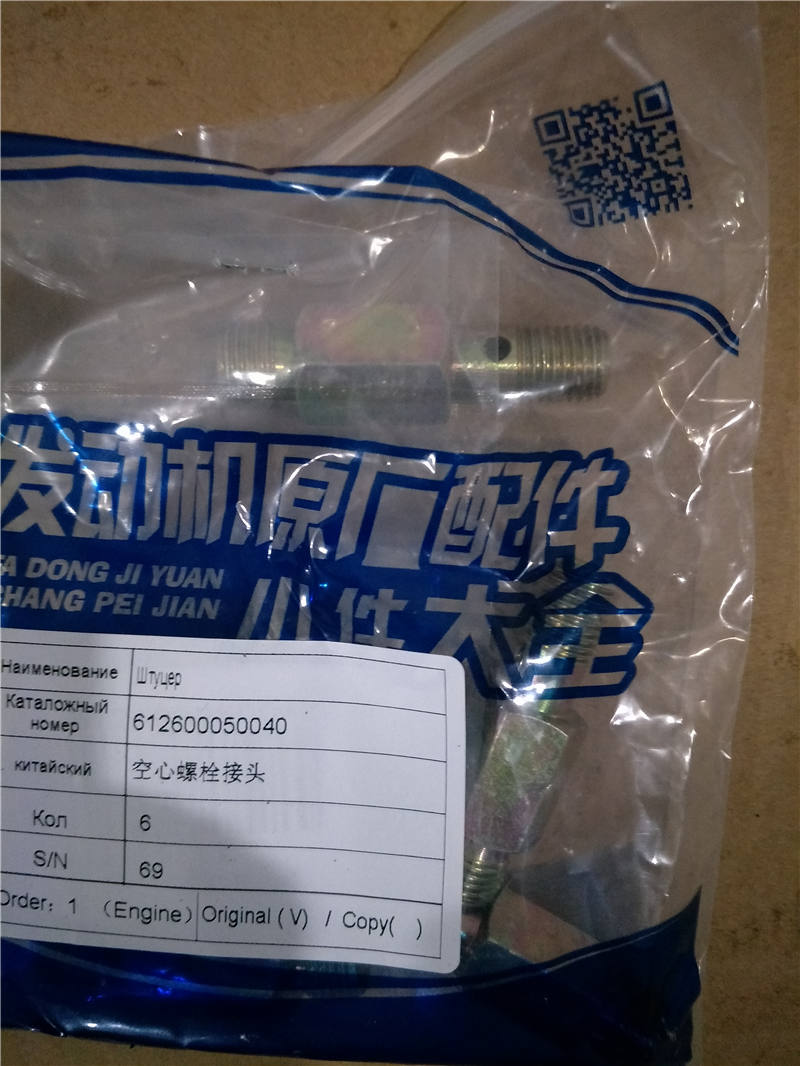 发动机原厂配件
FA DONG JI YUAN
CHANG PEI JIAN
小件大全
Наименование Штуцер
Каталожный номер 612600050040
китайский 空心螺栓接头
Кол 6
S/N 69
Order: 1 (Engine) Original ( V) / Copy( )